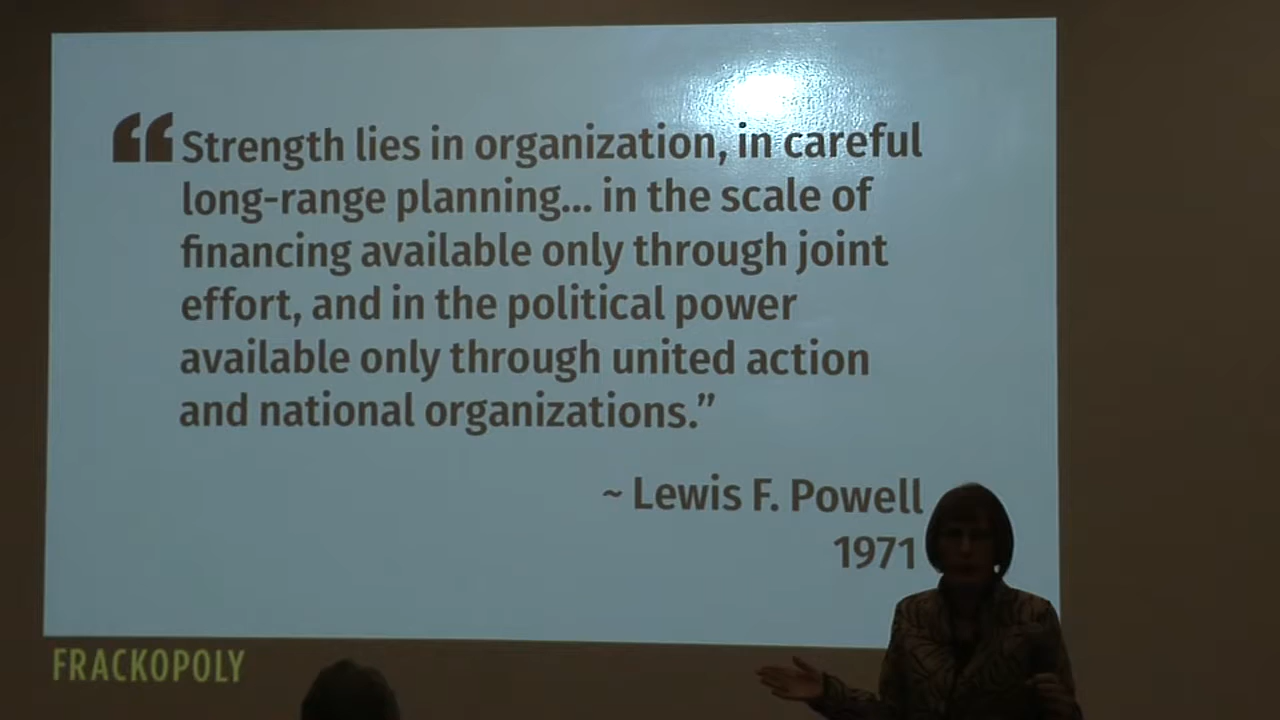 “Strength lies in organization, in careful
long-range planning... in the scale of
financing available only through joint
effort, and in the political power
available only through united action
and national organizations.”
~ Lewis F. Powell
1971
FRACKOPOLY